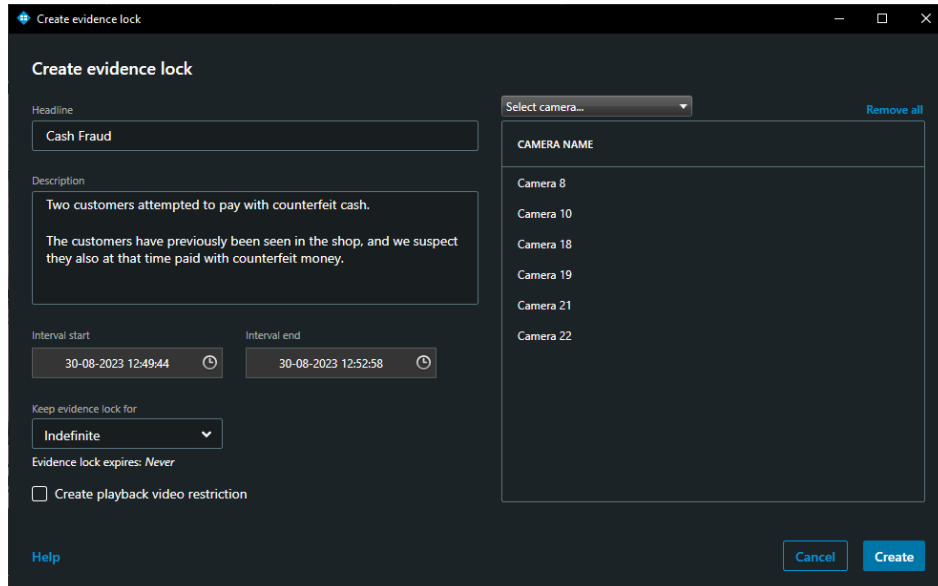 Create evidence lock
Create evidence lock
Headline
Cash Fraud
Description
Two customers attempted to pay with counterfeit cash.
The customers have previously been seen in the shop, and we suspect
they also at that time paid with counterfeit money.
Interval start
Interval end
30-08-2023 12:49:44
30-08-2023 12:52:58
Keep evidence lock for
Indefinite
Evidence lock expires: Never
Create playback video restriction
Help
Select camera...
Remove all
CAMERA NAME
Camera 8
Camera 10
Camera 18
Camera 19
Camera 21
Camera 22
Cancel
Create